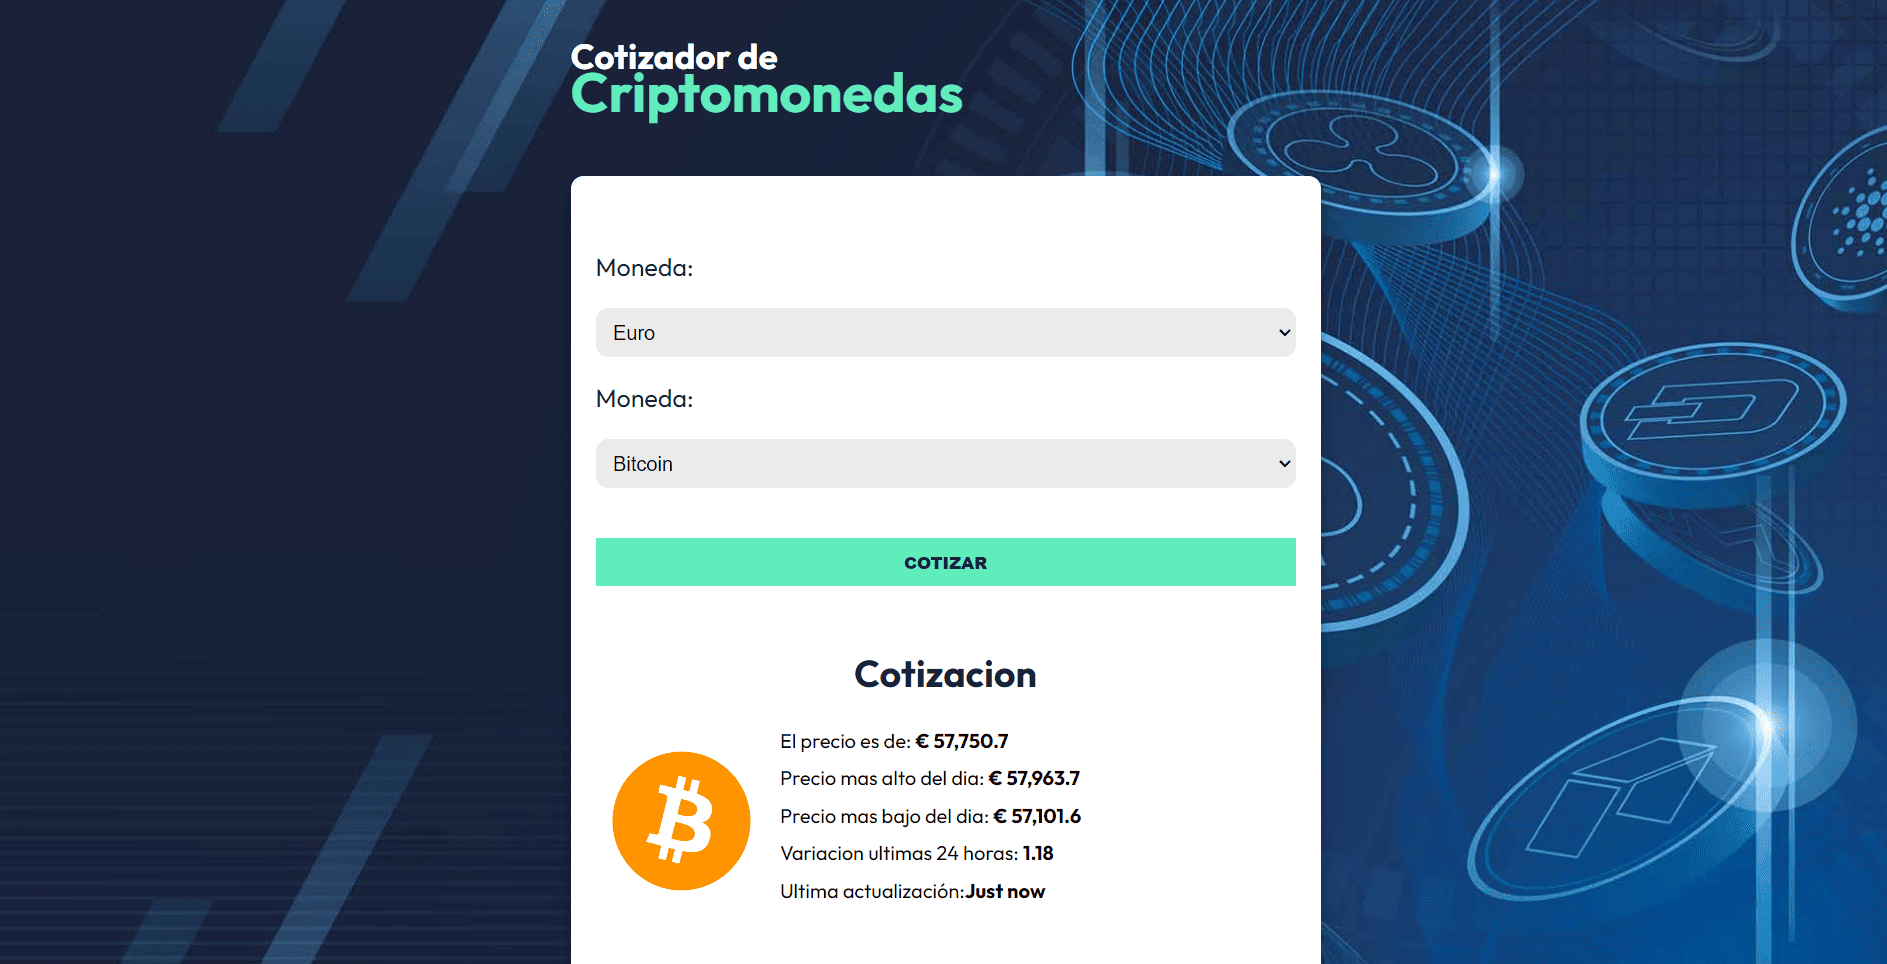 Cotizador de
Criptomonedas
Moneda:
Euro
Moneda:
Bitcoin
COTIZAR
Cotizacion
El precio es de: € 57,750.7
Precio mas alto del dia: € 57,963.7
Precio mas bajo del dia: € 57,101.6
Variacion ultimas 24 horas: 1.18
Ultima actualización:Just now